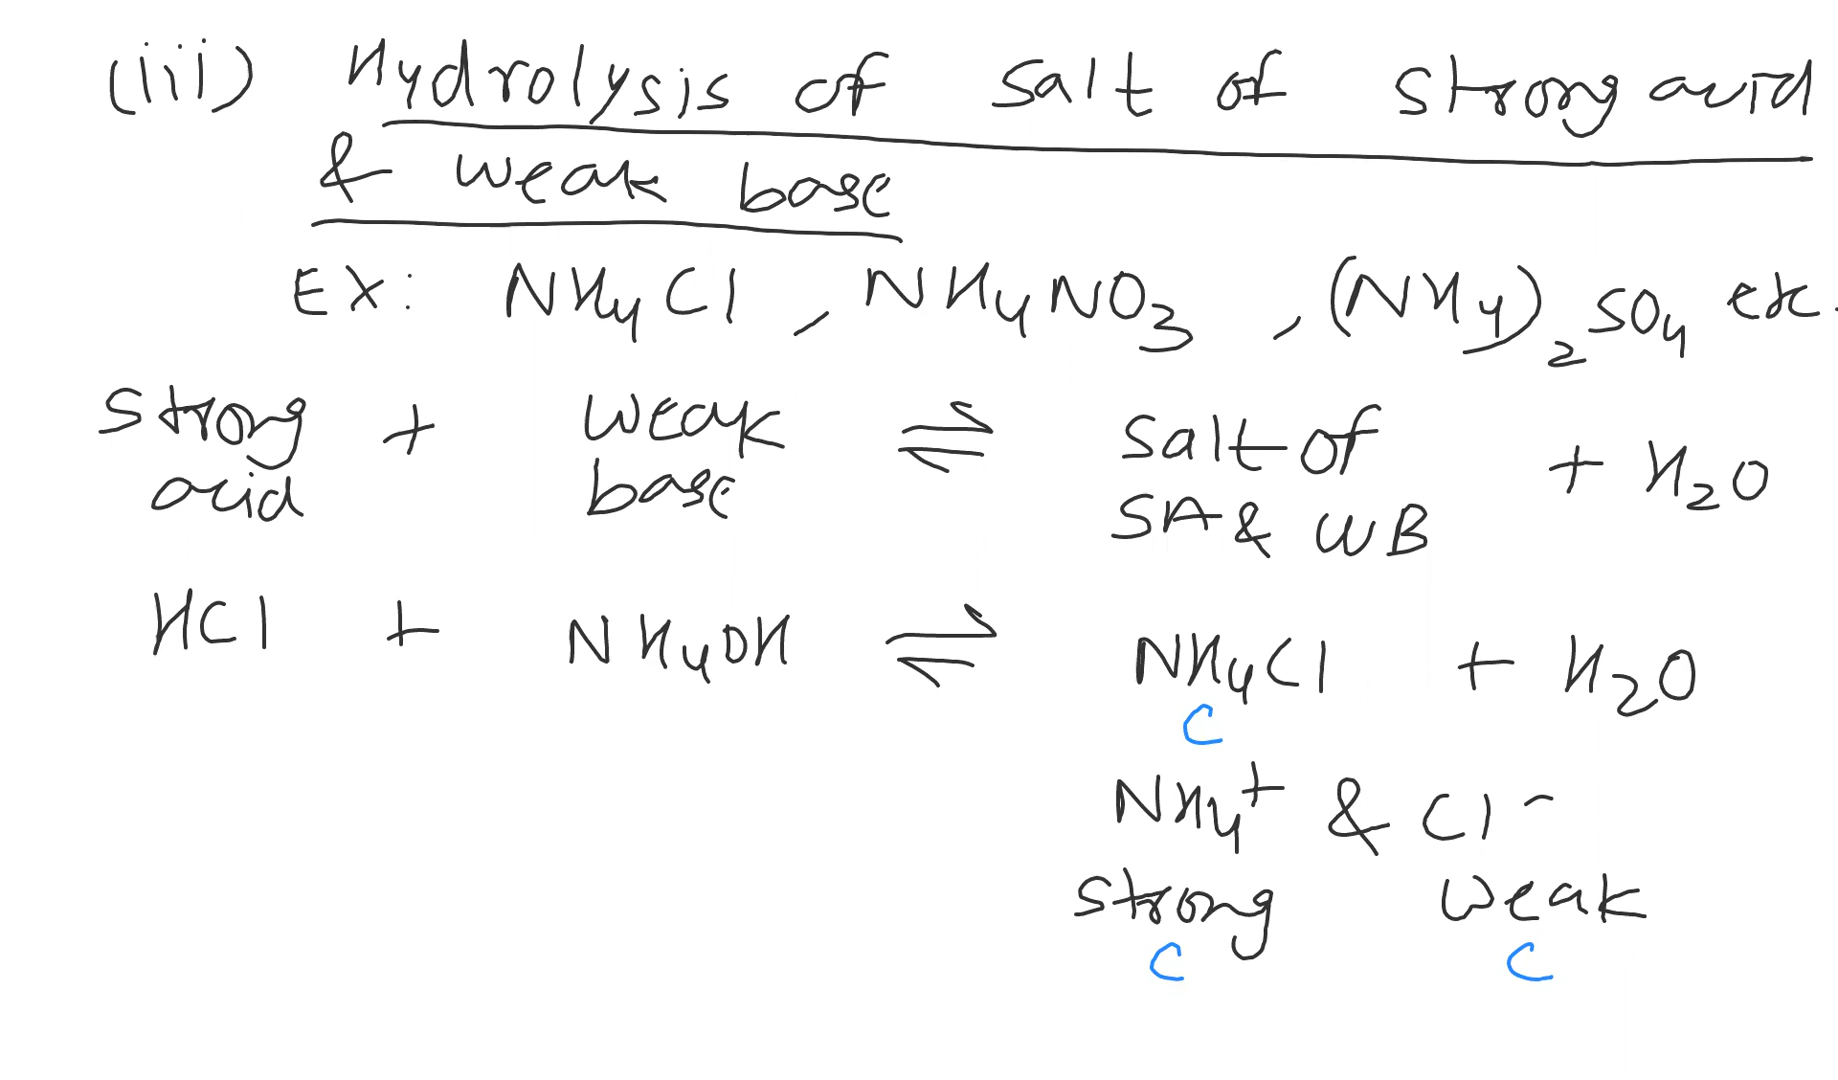 (iii) Hydrolysis of salt of strong acid
& weak base
EX: NH4Cl, NH4NO3, (NH4)2SO4 etc.
strong + weak ⇌ salt of + H2O
acid base SA & WB
HCl + NH4OH ⇌ NH4Cl + H2O
C
NH4+ & Cl-
strong weak
C C